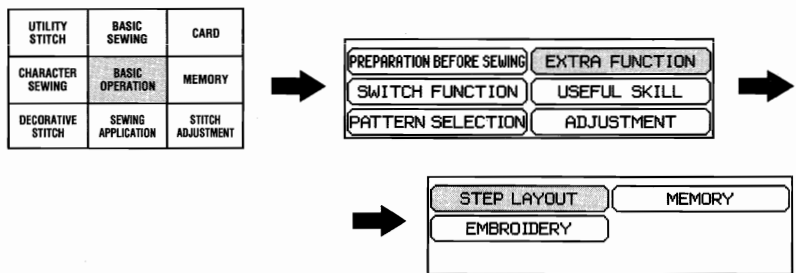 UTILITY
STITCH
BASIC
SEWING
CARD
CHARACTER
SEWING
BASIC
OPERATION
MEMORY
DECORATIVE
STITCH
SEWING
APPLICATION
STITCH
ADJUSTMENT
PREPARATION BEFORE SEWING
EXTRA FUNCTION
SWITCH FUNCTION
USEFUL SKILL
PATTERN SELECTION
ADJUSTMENT
STEP LAYOUT
MEMORY
EMBROIDERY